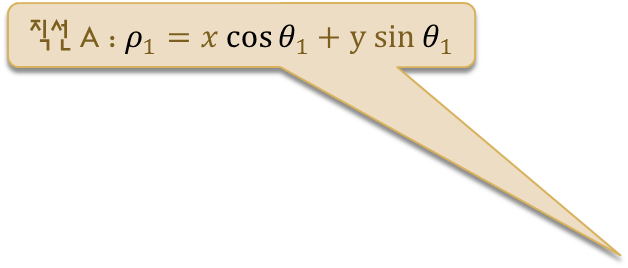 직선 A : ρ₁ = x cos θ₁ + y sin θ₁